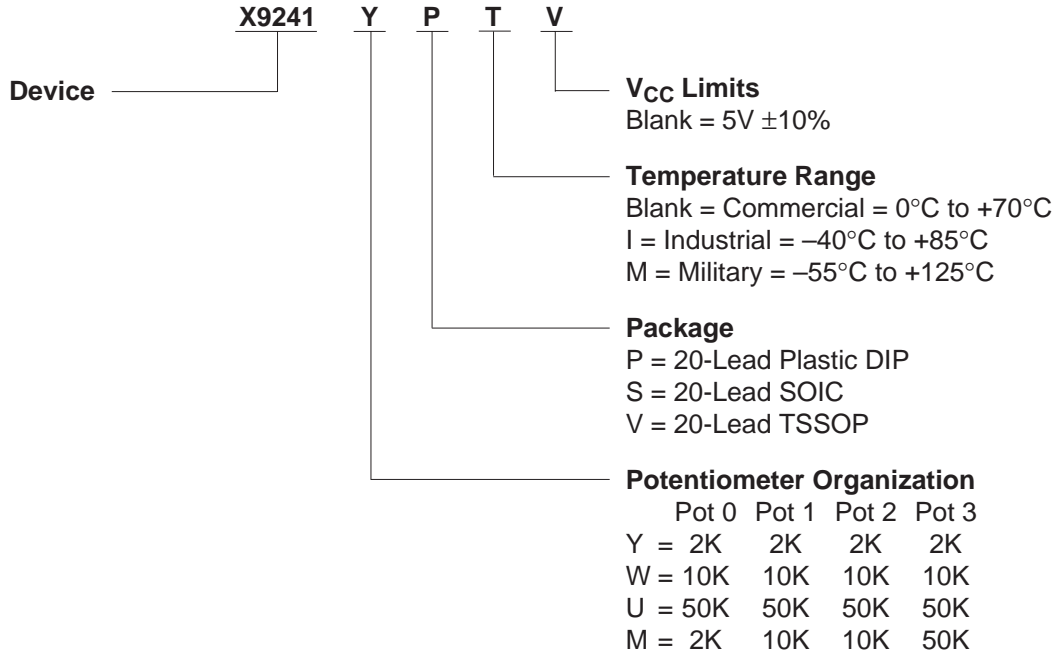 X9241 Y P T V
Device
VCC Limits
Blank = 5V ±10%
Temperature Range
Blank = Commercial = 0°C to +70°C
I = Industrial = –40°C to +85°C
M = Military = –55°C to +125°C
Package
P = 20-Lead Plastic DIP
S = 20-Lead SOIC
V = 20-Lead TSSOP
Potentiometer Organization
Pot 0 Pot 1 Pot 2 Pot 3
Y = 2K 2K 2K 2K
W = 10K 10K 10K 10K
U = 50K 50K 50K 50K
M = 2K 10K 10K 50K